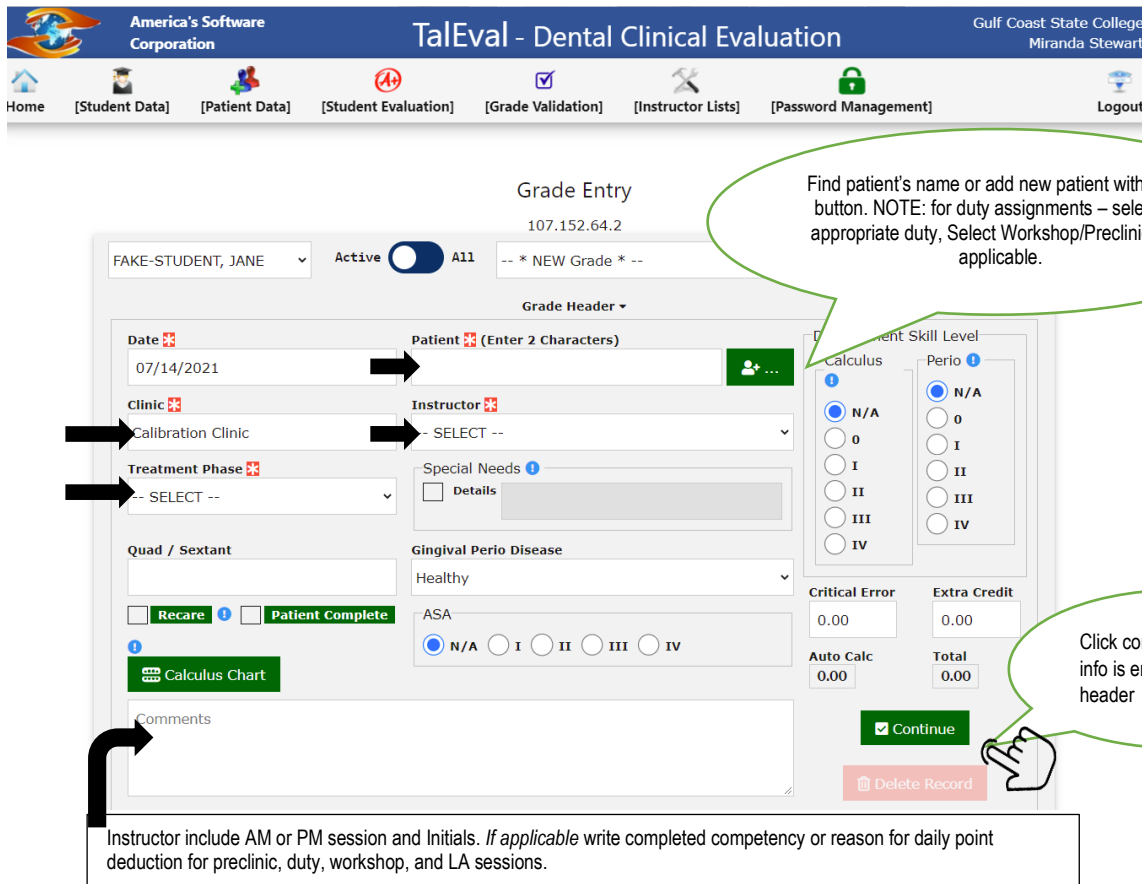 America's Software
Corporation
TalEval - Dental Clinical Evaluation
Gulf Coast State College
Miranda Stewart
Home [Student Data] [Patient Data] [Student Evaluation] [Grade Validation] [Instructor Lists] [Password Management] Logout
Grade Entry
107.152.64.2
Find patient's name or add new patient with
button. NOTE: for duty assignments – sele
appropriate duty, Select Workshop/Preclini
applicable.
FAKE-STUDENT, JANE Active All -- * NEW Grade * --
Grade Header
Date Patient (Enter 2 Characters)
07/14/2021 ...
Clinic Instructor
Calibration Clinic -- SELECT --
Treatment Phase
-- SELECT --
Special Needs
Details
Quad / Sextant Gingival Perio Disease
Healthy
Recare Patient Complete
ASA
N/A I II III IV
Calculus Chart
Comments
D ent Skill Level
Calculus
N/A
0
I
II
III
IV
Perio
N/A
0
I
II
III
IV
Critical Error Extra Credit
0.00 0.00
Auto Calc Total
0.00 0.00
Click co
info is e
header
Continue
Delete Record
Instructor include AM or PM session and Initials. If applicable write completed competency or reason for daily point
deduction for preclinic, duty, workshop, and LA sessions.